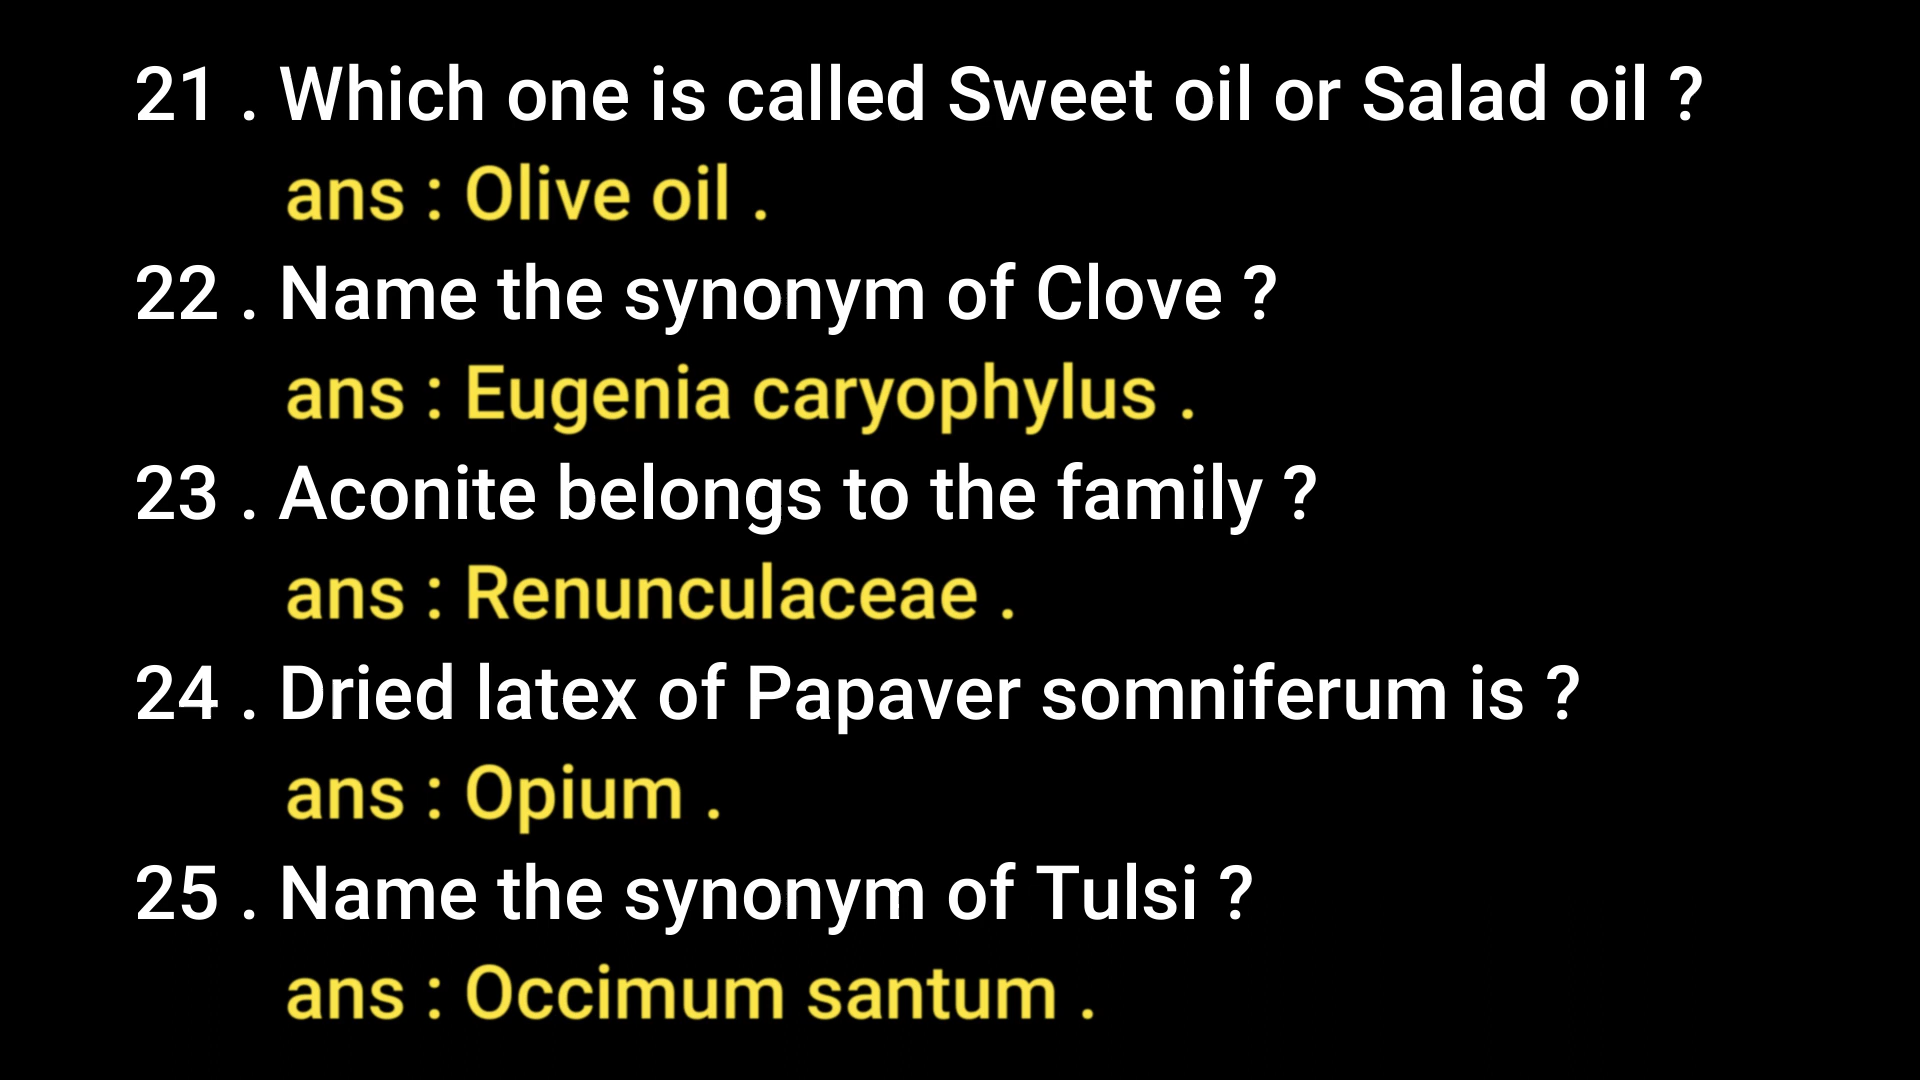 21 . Which one is called Sweet oil or Salad oil ?
ans : Olive oil .
22 . Name the synonym of Clove ?
ans : Eugenia caryophylus .
23 . Aconite belongs to the family ?
ans : Renunculaceae .
24 . Dried latex of Papaver somniferum is ?
ans : Opium .
25 . Name the synonym of Tulsi ?
ans : Occimum santum .